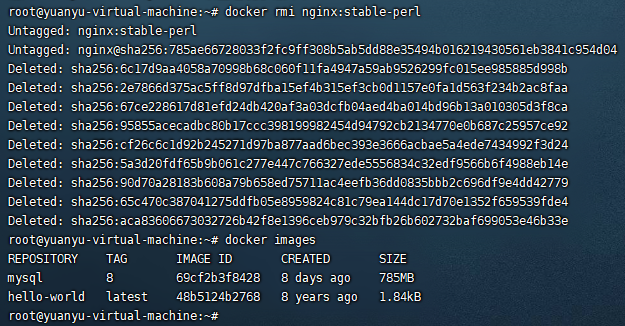 root@yuanyu-virtual-machine:~# docker rmi nginx:stable-perl
Untagged: nginx:stable-perl
Untagged: nginx@sha256:785ae66728033f2fc9ff308b5ab5dd88e35494b016219430561eb3841c954d04
Deleted: sha256:6c17d9aa4058a70998b68c060f11fa4947a59ab9526299fc015ee985885d998b
Deleted: sha256:2e7866d375ac5ff8d97dfba15ef4b315ef3cb0d1157e0fa1d563f234b2ac8faa
Deleted: sha256:67ce228617d81efd24db420af3a03dcfb04aed4ba014bd96b13a010305d3f8ca
Deleted: sha256:95855acecadbc80b17ccc398199982454d94792cb2134770e0b687c25957ce92
Deleted: sha256:cf26c6c1d92b245271d97ba877aad6bec393e3666acbae5a4ede7434992f3d24
Deleted: sha256:5a3d20fdf65b9b061c277e447c766327ede5556834c32edf9566b6f4988eb14e
Deleted: sha256:90d70a28183b608a79b658ed75711ac4eefb36dd0835bbb2c696df9e4dd42779
Deleted: sha256:65c470c387041275ddfb05e8959824c81c79ea144dc17d70e1352f659539fde4
Deleted: sha256:aca83606673032726b42f8e1396ceb979c32bfb26b602732baf699053e46b33e
root@yuanyu-virtual-machine:~# docker images
REPOSITORY TAG IMAGE ID CREATED SIZE
mysql 8 69cf2b3f8428 8 days ago 785MB
hello-world latest 48b5124b2768 8 years ago 1.84kB
root@yuanyu-virtual-machine:~#